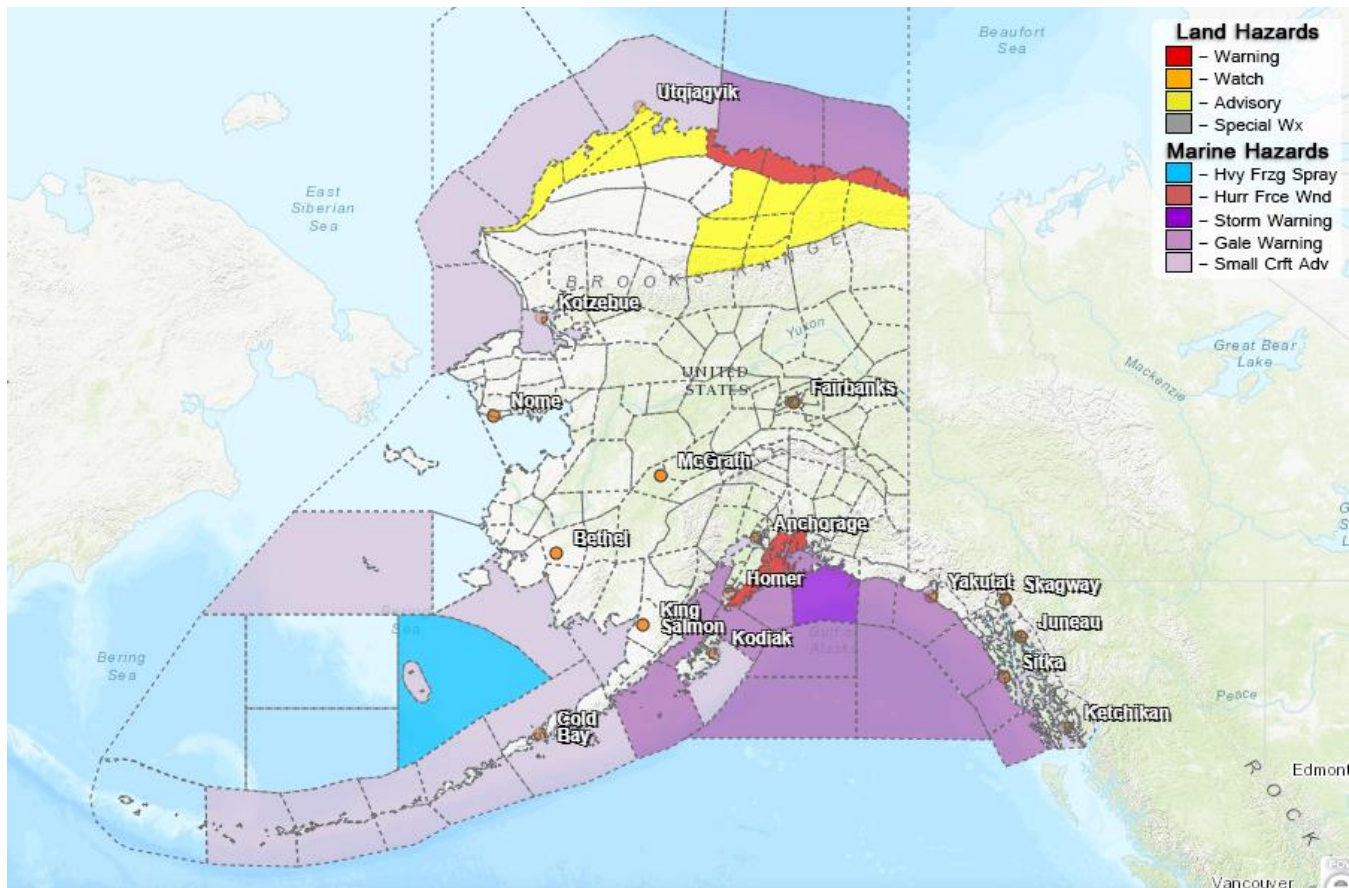 Beaufort
Sea
Land Hazards
– Warning
– Watch
– Advisory
– Special Wx
Marine Hazards
– Hvy Frzg Spray
– Hurr Frce Wnd
– Storm Warning
– Gale Warning
– Small Crft Adv
Utqiagvik
East
Siberian
Sea
BROOKS RANGE
Kotzebue
Yukon
Great Bear
Lake
Mackenzie
UNITED
STATES
Fairbanks
Nome
McGrath
Anchorage
Bethel
Homer
Yakutat
Skagway
King
Salmon
Kodiak
Juneau
Gulf of
Alaska
Sea
Bering
Sea
Sitka
Peace
Cold
Bay
Ketchikan
ROCK
Edmont
Vancouver